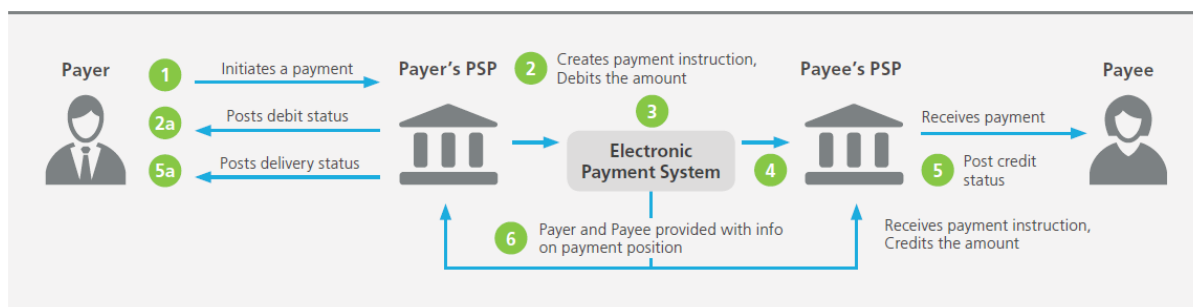 Payer
1
Initiates a payment
2a
Posts debit status
5a
Posts delivery status
Payer's PSP
2
Creates payment instruction,
Debits the amount
3
Electronic
Payment System
4
Payee's PSP
Receives payment
5
Post credit
status
Payee
6
Payer and Payee provided with info
on payment position
Receives payment instruction,
Credits the amount